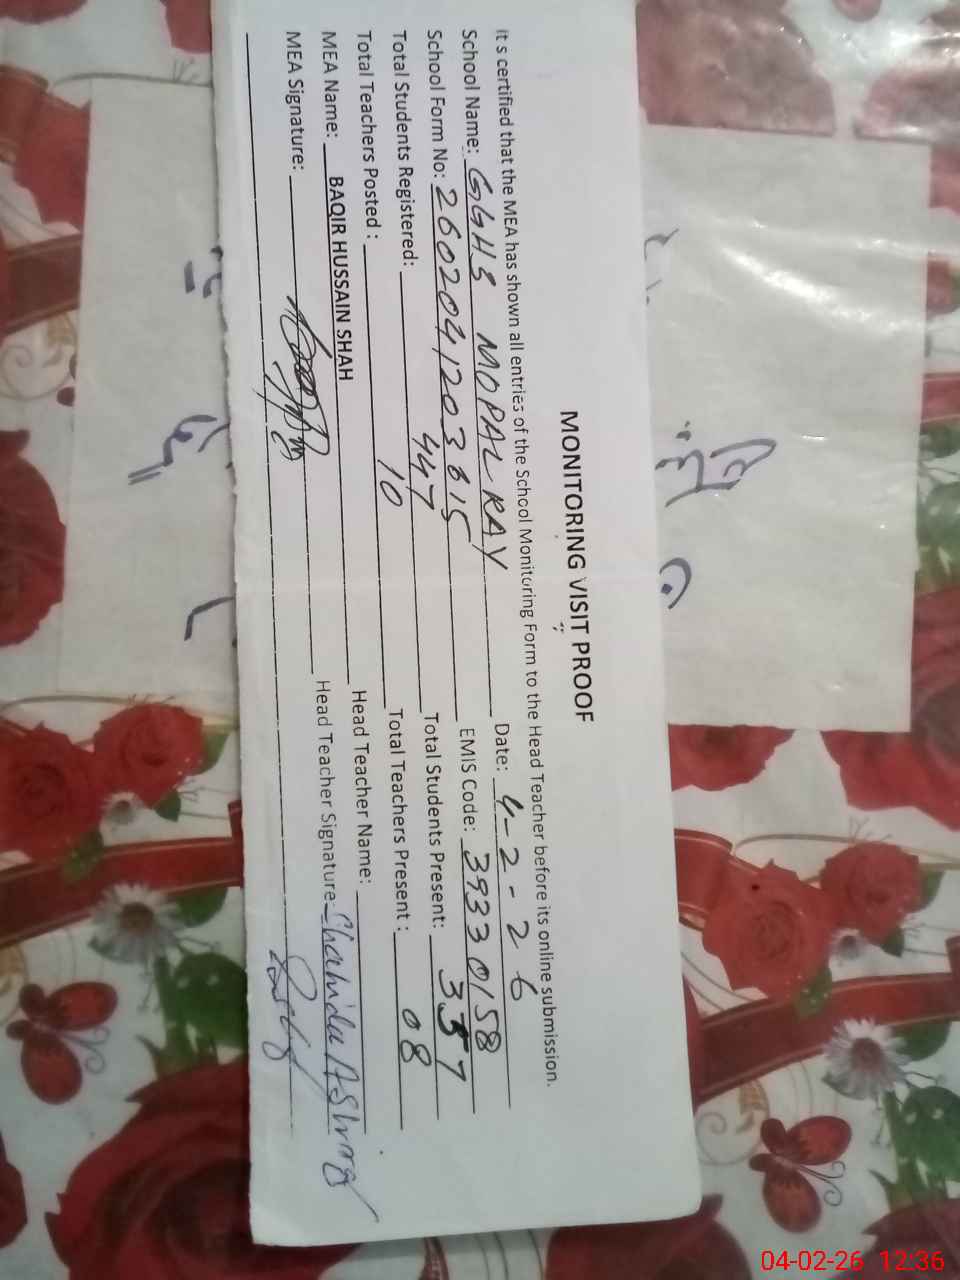 MONITORING VISIT PROOF
It s certified that the MEA has shown all entries of the School Monitoring Form to the Head Teacher before its online submission.
School Name: GGHS MOPAL KAY Date: 4-2-26
School Form No: 2602041203615 EMIS Code: 39330158
Total Students Registered: 447 Total Students Present: 357
Total Teachers Posted : 10 Total Teachers Present : 08
MEA Name: BAQIR HUSSAIN SHAH Head Teacher Name:
MEA Signature: Head Teacher Signature: Shahida Ashraf
04-02-26 12:36